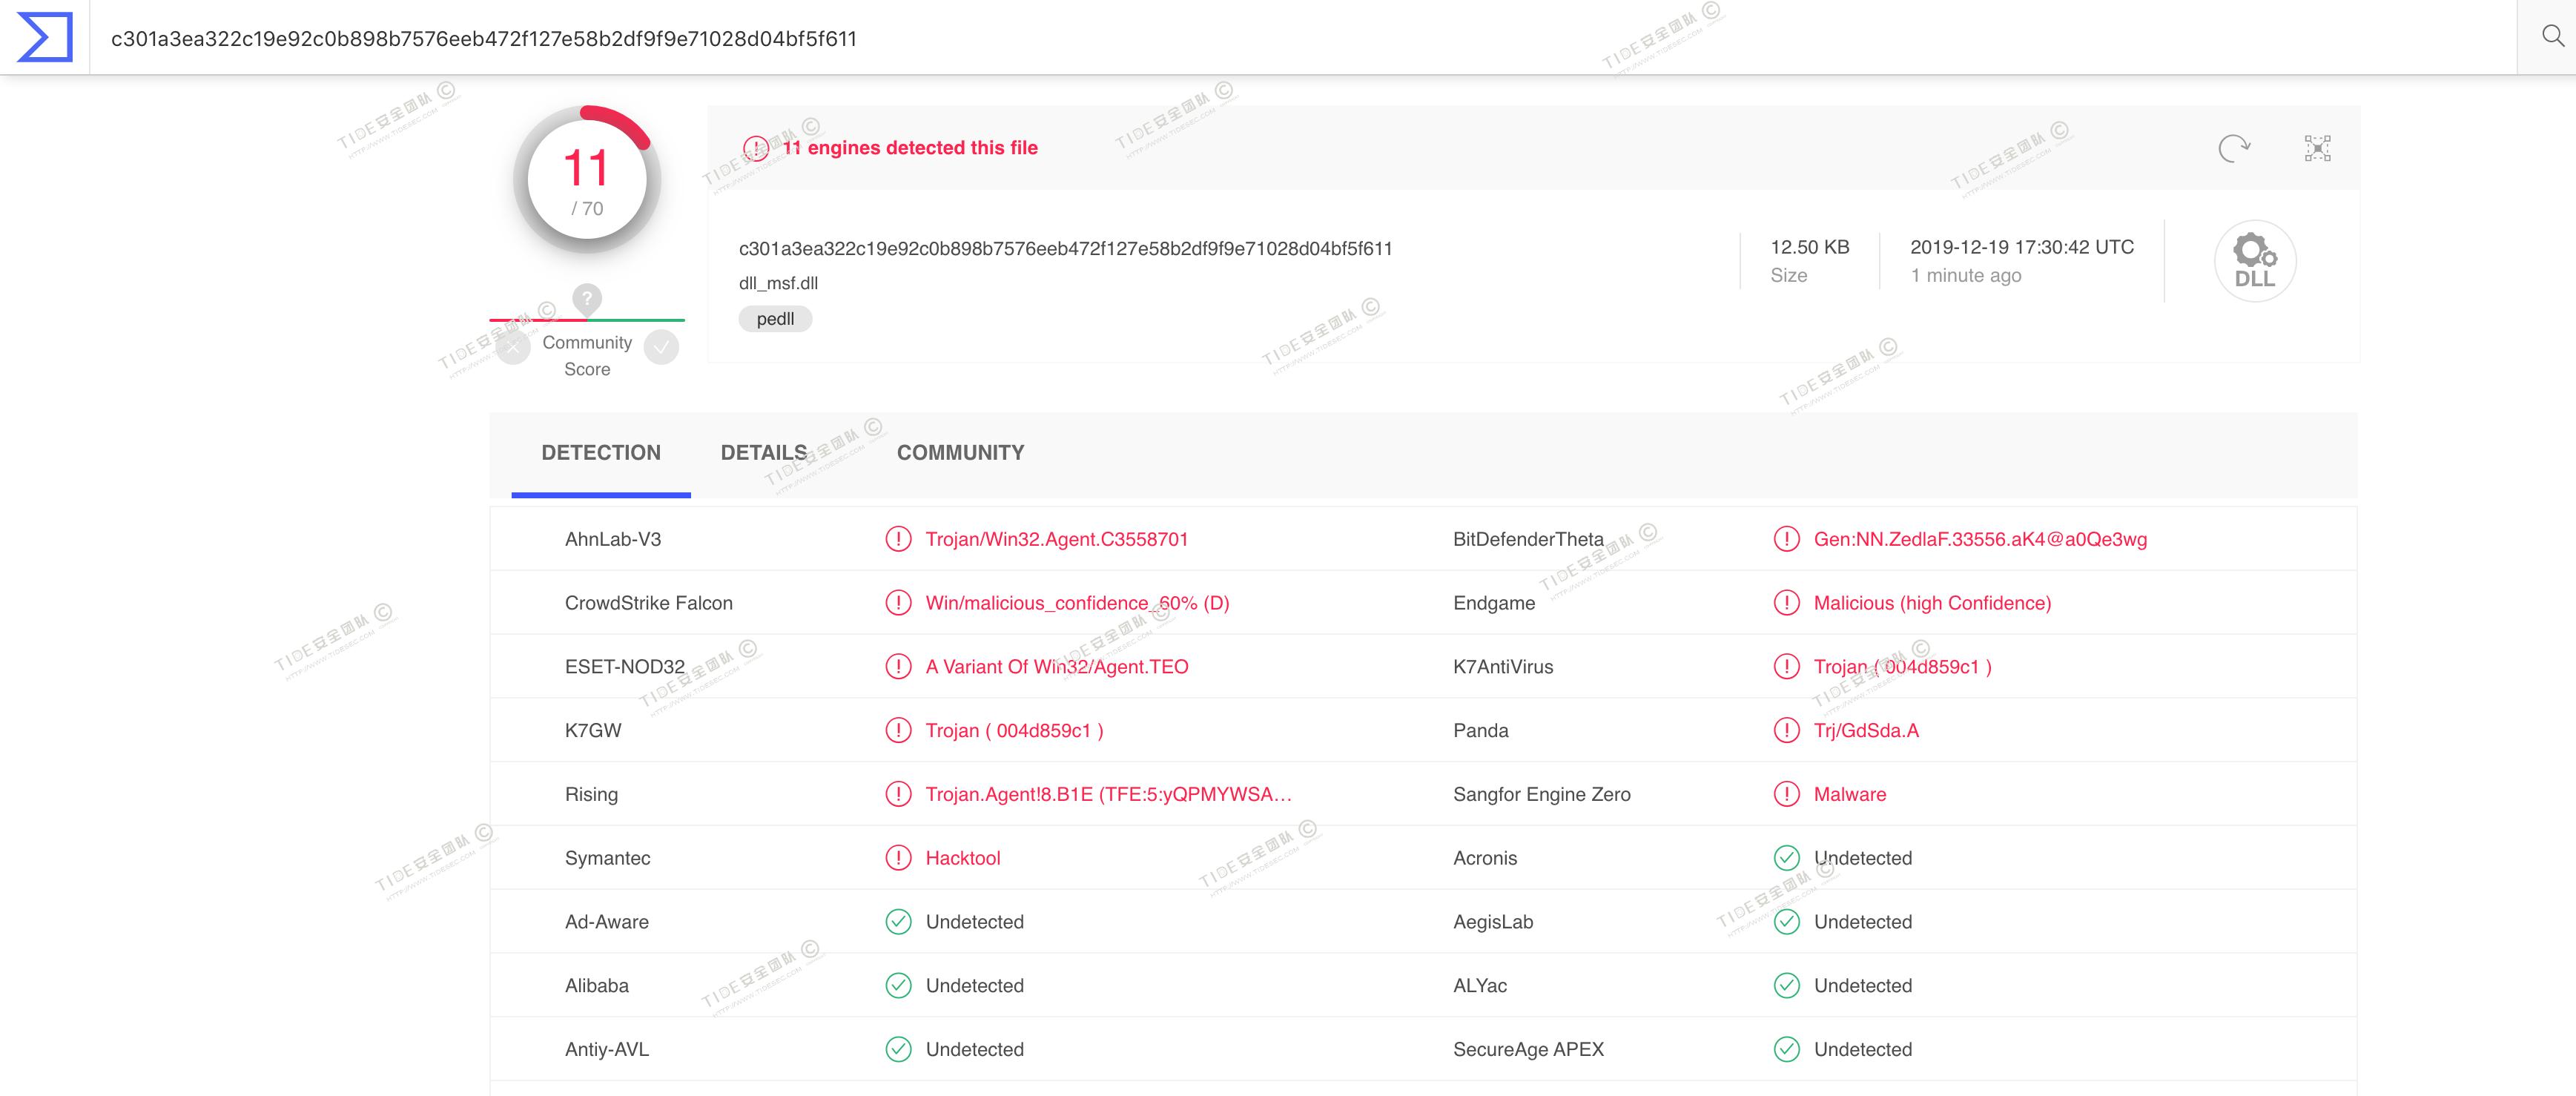 c301a3ea322c19e92c0b898b7576eeb472f127e58b2df9f9e71028d04bf5f611
11
/ 70
11 engines detected this file
c301a3ea322c19e92c0b898b7576eeb472f127e58b2df9f9e71028d04bf5f611
dll_msf.dll
pedll
12.50 KB
Size
2019-12-19 17:30:42 UTC
1 minute ago
DLL
?
Community
Score
DETECTION DETAILS COMMUNITY
AhnLab-V3 Trojan/Win32.Agent.C3558701 BitDefenderTheta Gen:NN.ZedlaF.33556.aK4@a0Qe3wg
CrowdStrike Falcon Win/malicious_confidence_60% (D) Endgame Malicious (high Confidence)
ESET-NOD32 A Variant Of Win32/Agent.TEO K7AntiVirus Trojan ( 004d859c1 )
K7GW Trojan ( 004d859c1 ) Panda Trj/GdSda.A
Rising Trojan.Agent!8.B1E (TFE:5:yQPMYWSA… Sangfor Engine Zero Malware
Symantec Hacktool Acronis Undetected
Ad-Aware Undetected AegisLab Undetected
Alibaba Undetected ALYac Undetected
Antiy-AVL Undetected SecureAge APEX Undetected
TIDE安全团队 ©
HTTP://WWW.TIDESEC.COM